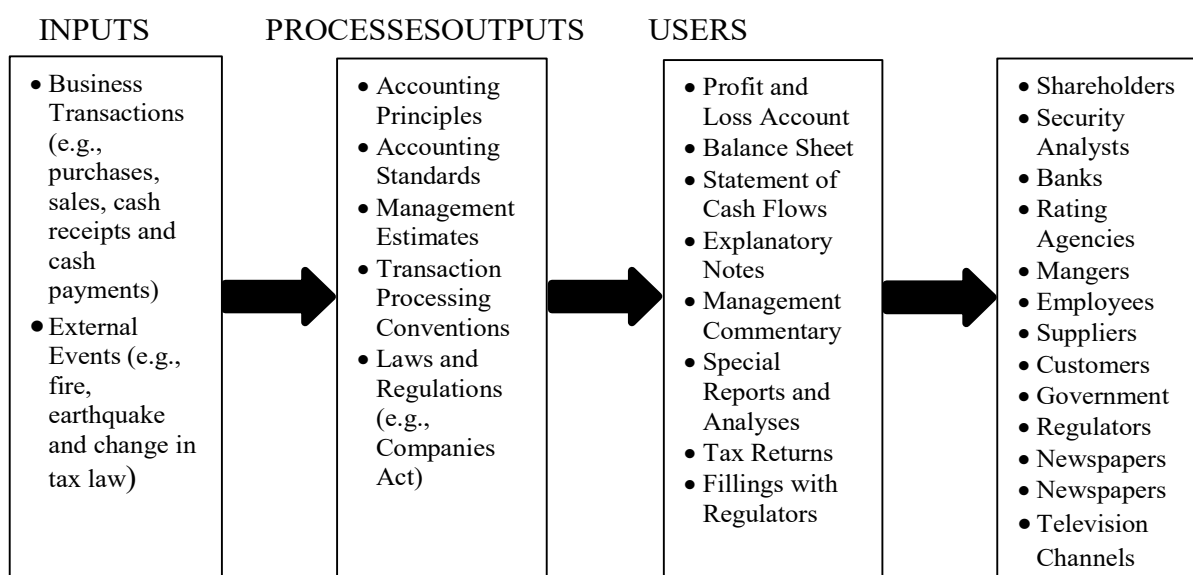 INPUTS PROCESSESOUTPUTS USERS
• Business
Transactions
(e.g.,
purchases,
sales, cash
receipts and
cash
payments)
• External
Events (e.g.,
fire,
earthquake
and change in
tax law)
• Accounting
Principles
• Accounting
Standards
• Management
Estimates
• Transaction
Processing
Conventions
• Laws and
Regulations
(e.g.,
Companies
Act)
• Profit and
Loss Account
• Balance Sheet
• Statement of
Cash Flows
• Explanatory
Notes
• Management
Commentary
• Special
Reports and
Analyses
• Tax Returns
• Fillings with
Regulators
• Shareholders
• Security
Analysts
• Banks
• Rating
Agencies
• Mangers
• Employees
• Suppliers
• Customers
• Government
• Regulators
• Newspapers
• Newspapers
• Television
Channels